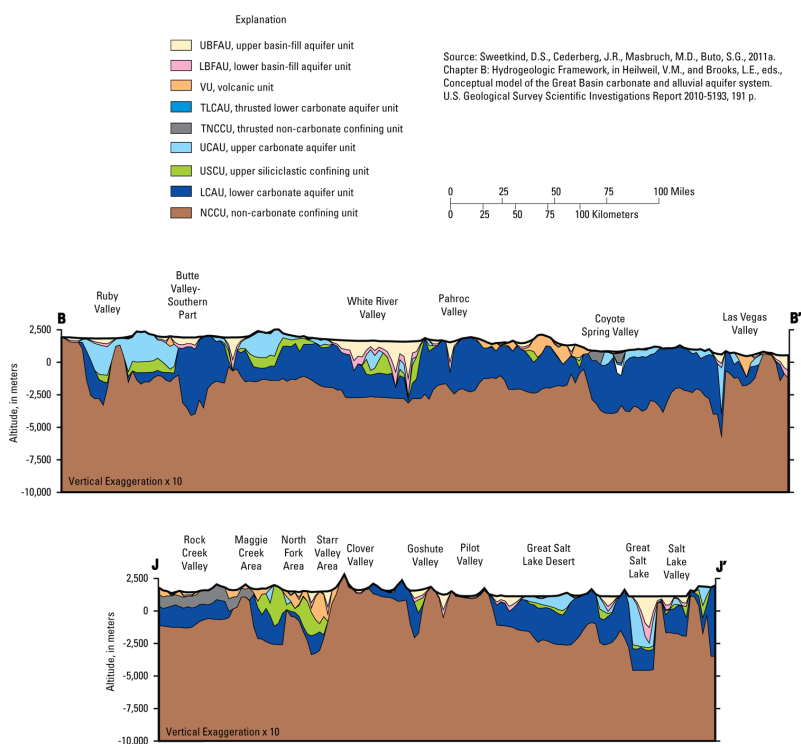 Explanation
UBFAU, upper basin-fill aquifer unit
LBFAU, lower basin-fill aquifer unit
VU, volcanic unit
TLCAU, thrusted lower carbonate aquifer unit
TNCCU, thrusted non-carbonate confining unit
UCAU, upper carbonate aquifer unit
USCU, upper siliciclastic confining unit
LCAU, lower carbonate aquifer unit
NCCU, non-carbonate confining unit
Source: Sweetkind, D.S., Cederberg, J.R., Masbruch, M.D., Buto, S.G., 2011a.
Chapter B: Hydrogeologic Framework, in Heilweil, V.M., and Brooks, L.E., eds.,
Conceptual model of the Great Basin carbonate and alluvial aquifer system.
U.S. Geological Survey Scientific Investigations Report 2010-5193, 191 p.
0 25 50 75 100 Miles
0 25 50 75 100 Kilometers
B
Ruby
Valley
Butte
Valley-
Southern
Part
White River
Valley
Pahroc
Valley
Coyote
Spring Valley
Las Vegas
Valley
B'
Altitude, in meters
2,500
0
-2,500
-5,000
-7,500
-10,000
Vertical Exaggeration x 10
J
Rock
Creek
Valley
Maggie
Creek
Area
North
Fork
Area
Starr
Valley
Area
Clover
Valley
Goshute
Valley
Pilot
Valley
Great Salt
Lake Desert
Great
Salt
Lake
Salt
Lake
Valley
J'
Altitude, in meters
2,500
0
-2,500
-5,000
-7,500
-10,000
Vertical Exaggeration x 10